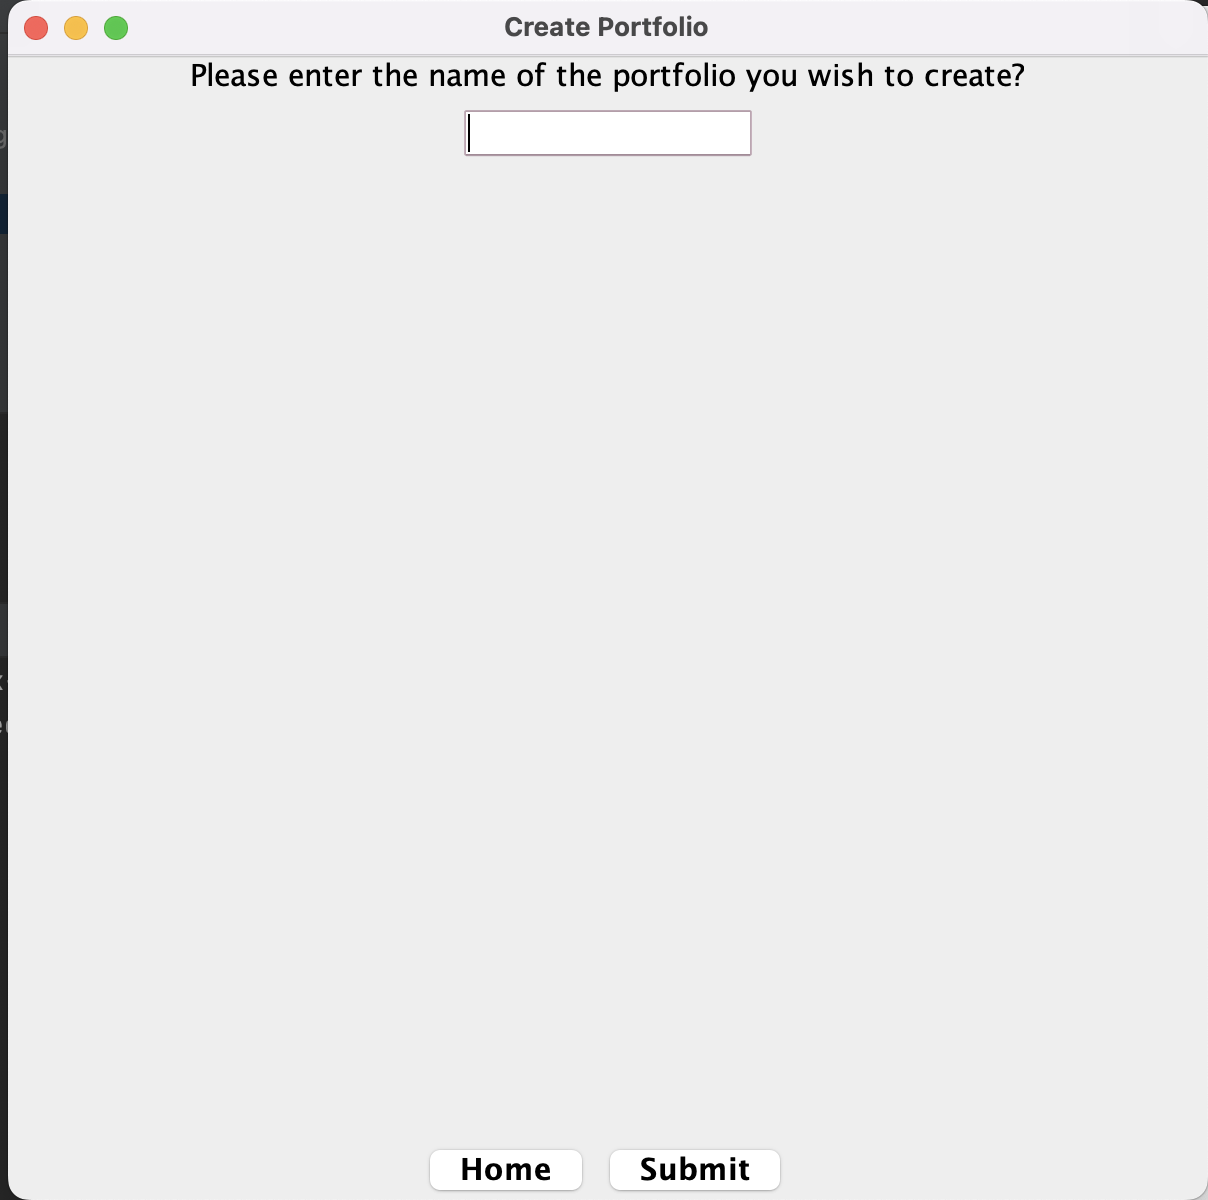 Create Portfolio
Please enter the name of the portfolio you wish to create?
Home Submit